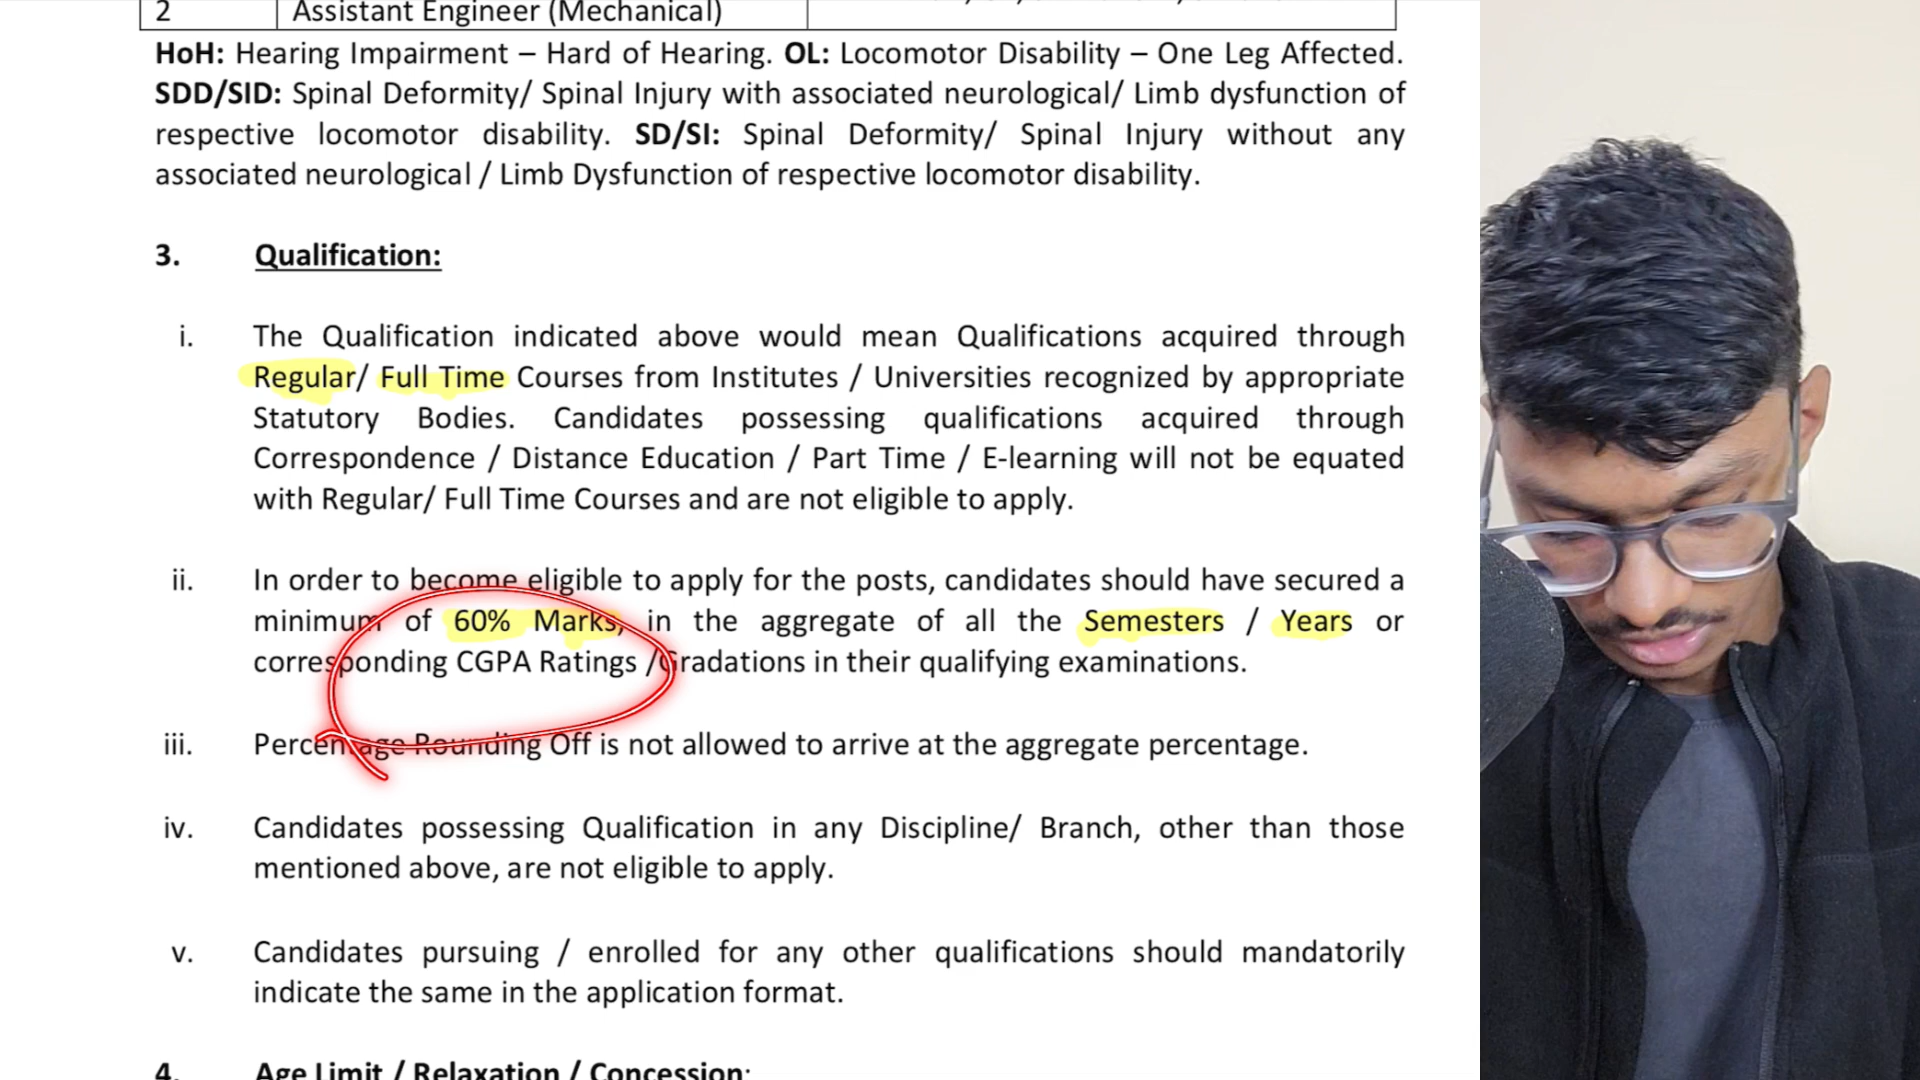 2 Assistant Engineer (Mechanical)
HoH: Hearing Impairment – Hard of Hearing. OL: Locomotor Disability – One Leg Affected.
SDD/SID: Spinal Deformity/ Spinal Injury with associated neurological/ Limb dysfunction of
respective locomotor disability. SD/SI: Spinal Deformity/ Spinal Injury without any
associated neurological / Limb Dysfunction of respective locomotor disability.
3. Qualification:
i. The Qualification indicated above would mean Qualifications acquired through
Regular/ Full Time Courses from Institutes / Universities recognized by appropriate
Statutory Bodies. Candidates possessing qualifications acquired through
Correspondence / Distance Education / Part Time / E-learning will not be equated
with Regular/ Full Time Courses and are not eligible to apply.
ii. In order to become eligible to apply for the posts, candidates should have secured a
minimum of 60% Marks, in the aggregate of all the Semesters / Years or
corresponding CGPA Ratings /Gradations in their qualifying examinations.
iii. Percentage Rounding Off is not allowed to arrive at the aggregate percentage.
iv. Candidates possessing Qualification in any Discipline/ Branch, other than those
mentioned above, are not eligible to apply.
v. Candidates pursuing / enrolled for any other qualifications should mandatorily
indicate the same in the application format.
4. Age Limit / Relaxation / Concession: